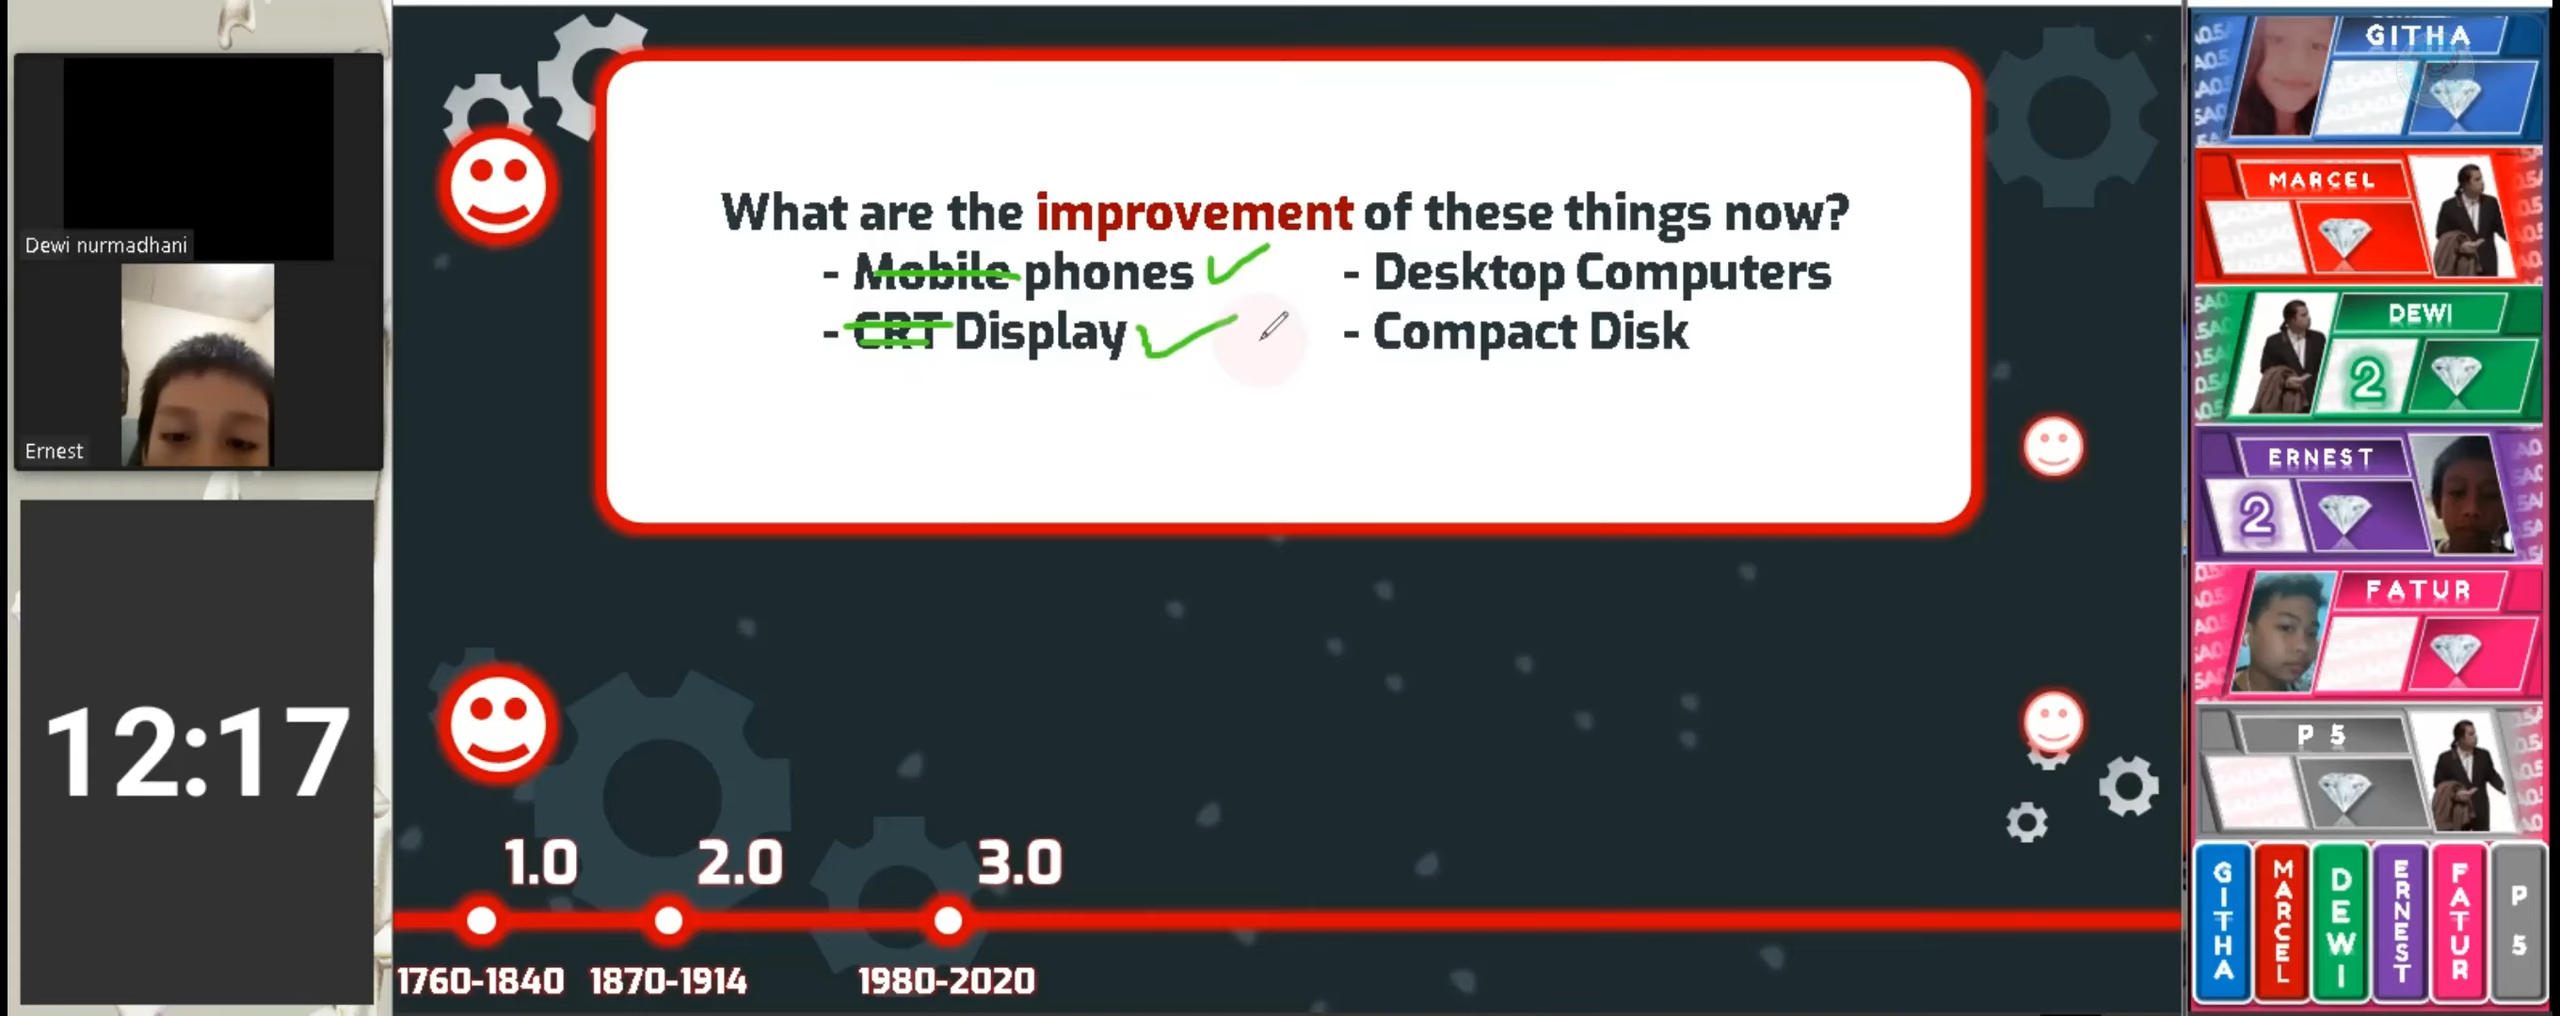 Dewi nurmadhani
Ernest
12:17
What are the improvement of these things now?
- Mobile phones
- Desktop Computers
- CRT Display
- Compact Disk
1.0
2.0
3.0
1760-1840
1870-1914
1980-2020
GITHA
MARCEL
DEWI
2
ERNEST
2
FATUR
P 5
GITHA
MARCEL
DEWI
ERNEST
FATUR
P 5